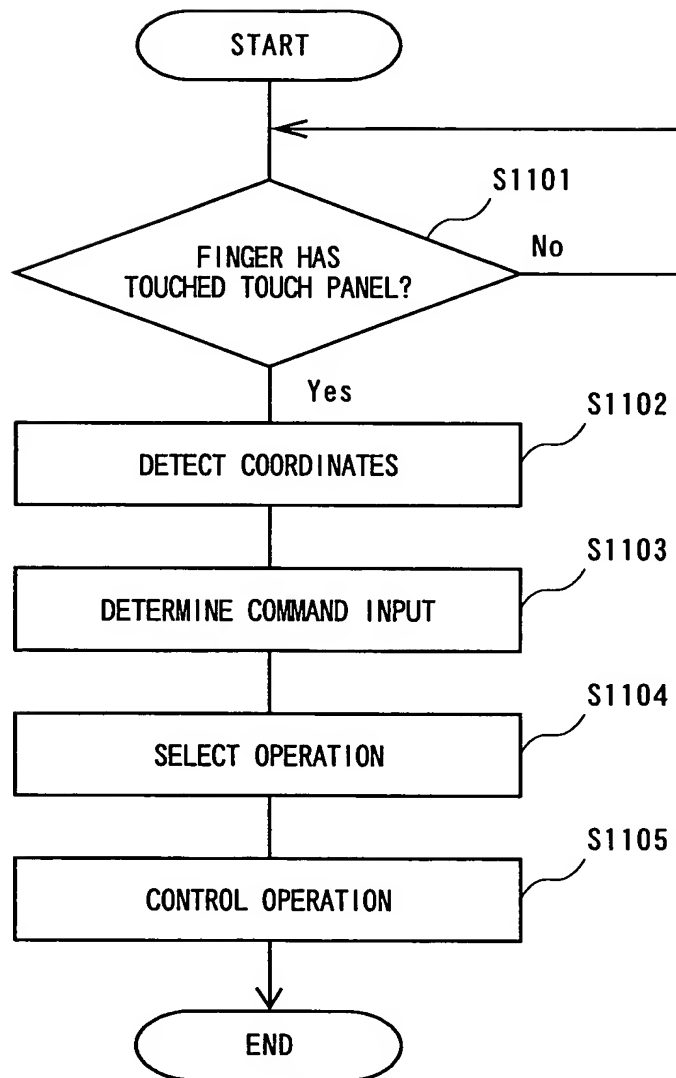 START
S1101
FINGER HAS
TOUCHED TOUCH PANEL?
No
Yes
S1102
DETECT COORDINATES
S1103
DETERMINE COMMAND INPUT
S1104
SELECT OPERATION
S1105
CONTROL OPERATION
END